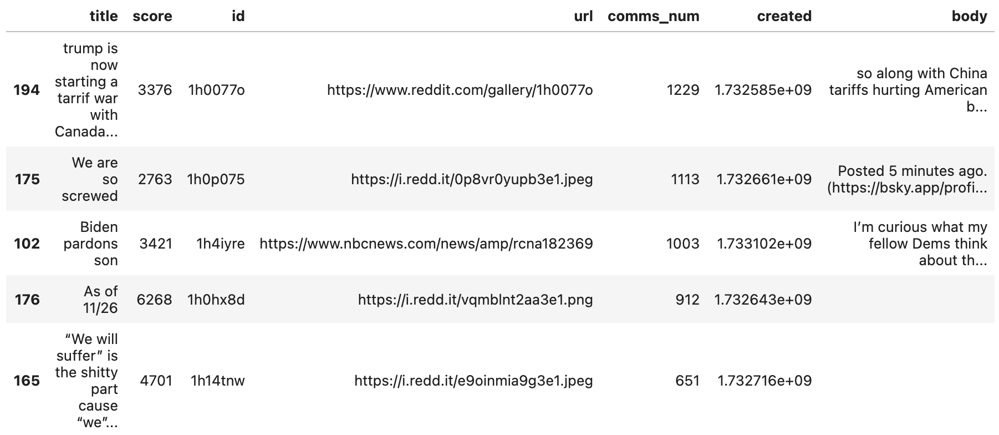 title score id url comms_num created body
trump is
now
starting a
tarrif war
with
Canada...
194 3376 1h0077o https://www.reddit.com/gallery/1h0077o 1229 1.732585e+09
so along with China
tariffs hurting American
b...
We are
so
screwed
175 2763 1h0p075 https://i.redd.it/0p8vr0yupb3e1.jpeg 1113 1.732661e+09
Posted 5 minutes ago.
(https://bsky.app/profi...
Biden
pardons
son
102 3421 1h4iyre https://www.nbcnews.com/news/amp/rcna182369 1003 1.733102e+09
I’m curious what my
fellow Dems think
about th...
As of
11/26
176 6268 1h0hx8d https://i.redd.it/vqmblnt2aa3e1.png 912 1.732643e+09
“We will
suffer” is
the shitty
part
cause
“we”...
165 4701 1h14tnw https://i.redd.it/e9oinmia9g3e1.jpeg 651 1.732716e+09